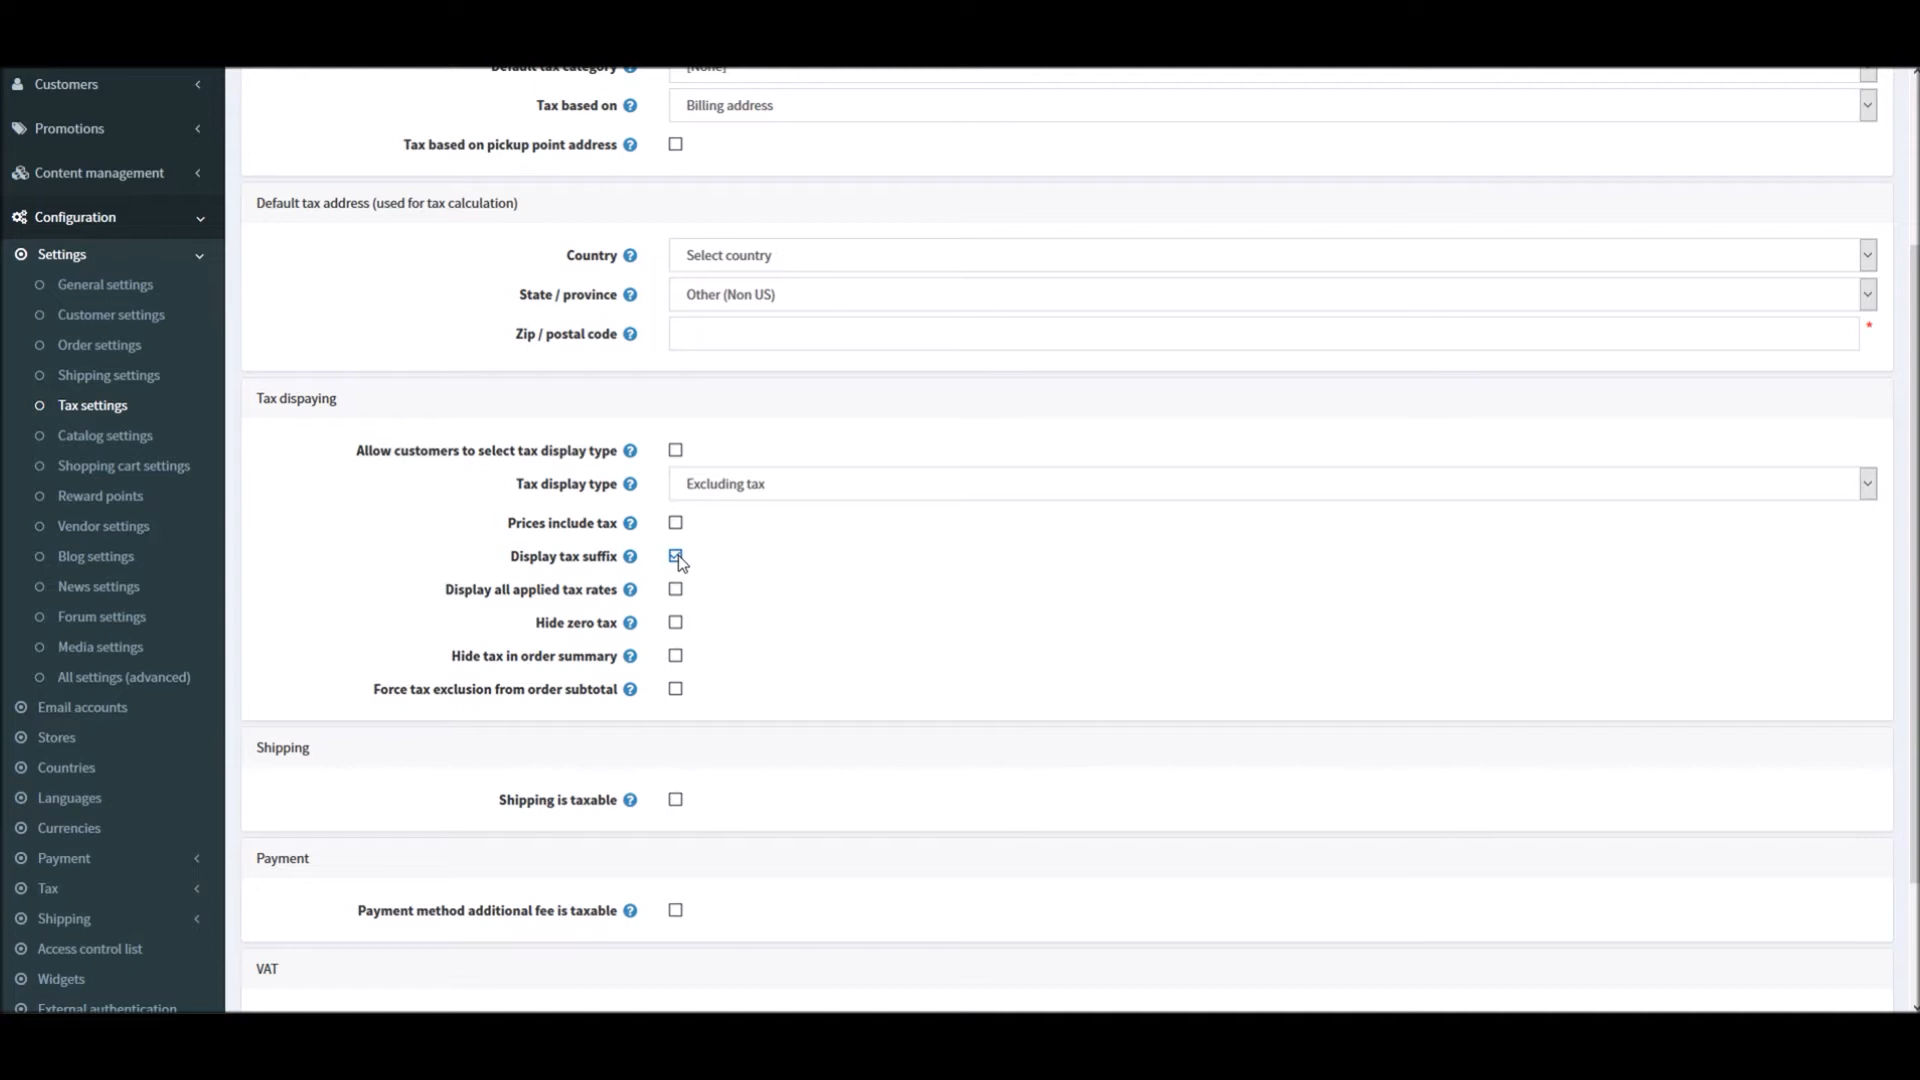 Customers
Promotions
Content management
Configuration
Settings
General settings
Customer settings
Order settings
Shipping settings
Tax settings
Catalog settings
Shopping cart settings
Reward points
Vendor settings
Blog settings
News settings
Forum settings
Media settings
All settings (advanced)
Email accounts
Stores
Countries
Languages
Currencies
Payment
Tax
Shipping
Access control list
Widgets
External authentication
Default tax category [None]
Tax based on Billing address
Tax based on pickup point address
Default tax address (used for tax calculation)
Country Select country
State / province Other (Non US)
Zip / postal code *
Tax dispaying
Allow customers to select tax display type
Tax display type Excluding tax
Prices include tax
Display tax suffix
Display all applied tax rates
Hide zero tax
Hide tax in order summary
Force tax exclusion from order subtotal
Shipping
Shipping is taxable
Payment
Payment method additional fee is taxable
VAT